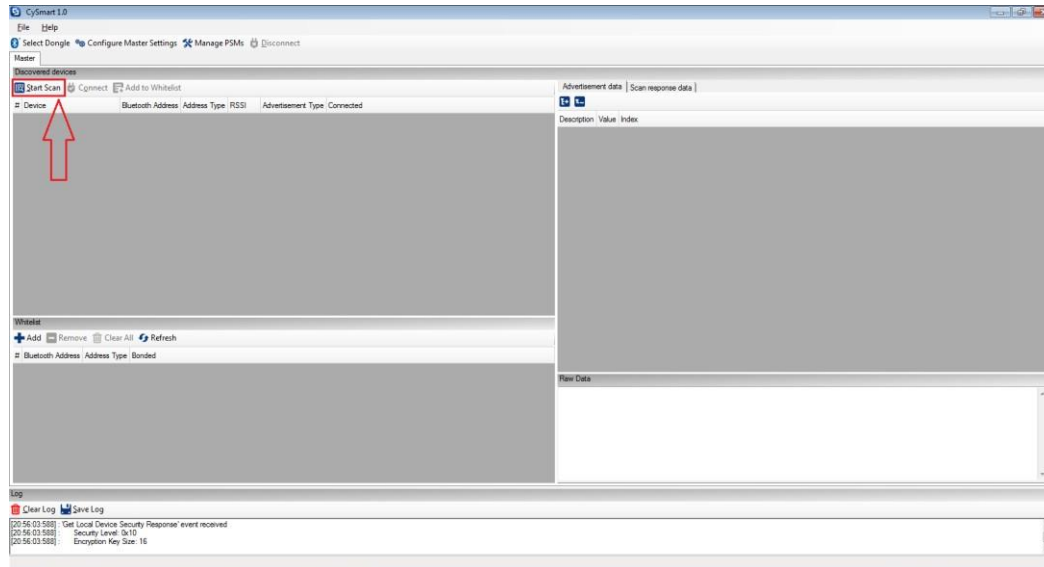 CySmart 1.0
File Help
Select Dongle Configure Master Settings Manage PSMs Disconnect
Master
Discovered devices
Start Scan Connect Add to Whitelist
# Device Bluetooth Address Address Type RSSI Advertisement Type Connected
Advertisement data Scan response data
Description Value Index
Whitelist
Add Remove Clear All Refresh
# Bluetooth Address Address Type Bonded
Raw Data
Log
Clear Log Save Log
[20:56:03:588] : 'Get Local Device Security Response' event received
[20:56:03:588] : Security Level: 0x10
[20:56:03:588] : Encryption Key Size: 16